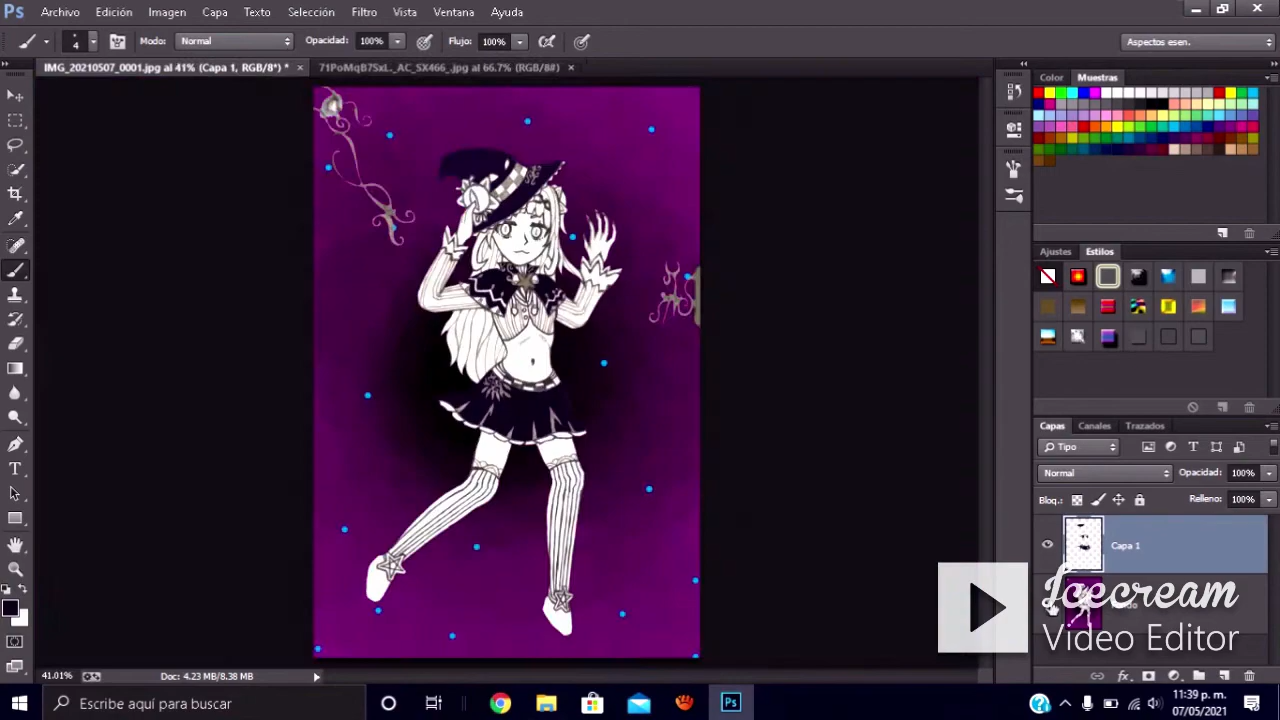 Ps Archivo Edición Imagen Capa Texto Selección Filtro Vista Ventana Ayuda
4 Modo: Normal Opacidad: 100% Flujo: 100% Aspectos esen.
IMG_20210507_0001.jpg al 41% (Capa 1, RGB/8*) * × 71PoMqB7SxL._AC_SX466_.jpg al 66.7% (RGB/8#) ×
Color Muestras
Ajustes Estilos
Capas Canales Trazados
Tipo
Normal Opacidad: 100%
Bloq.: Relleno: 100%
Capa 1
Icecream
Video Editor
41.01% Doc: 4.23 MB/8.38 MB
Escribe aquí para buscar
Ps
11:39 p. m.
07/05/2021